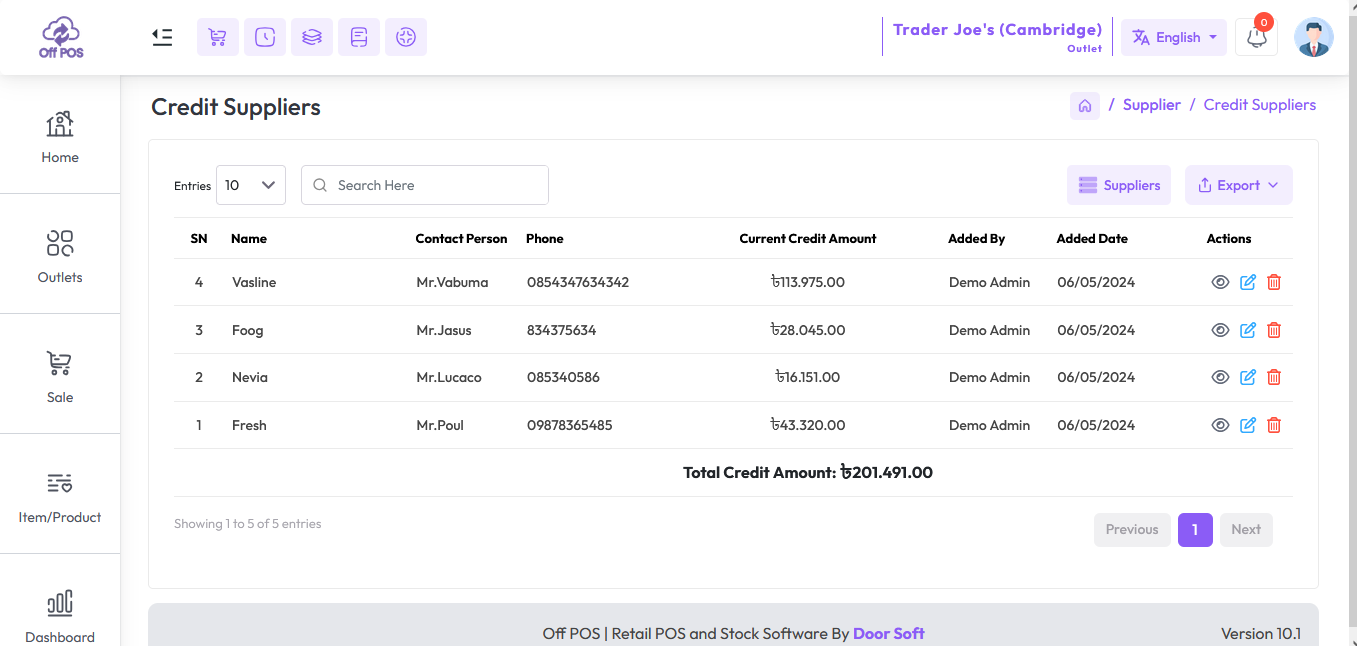 Off POS
Trader Joe's (Cambridge)
Outlet
English
0
Credit Suppliers
/ Supplier / Credit Suppliers
Home
Outlets
Sale
Item/Product
Dashboard
Entries 10 Search Here Suppliers Export
SN Name Contact Person Phone Current Credit Amount Added By Added Date Actions
4 Vasline Mr.Vabuma 0854347634342 ৳113.975.00 Demo Admin 06/05/2024
3 Foog Mr.Jasus 834375634 ৳28.045.00 Demo Admin 06/05/2024
2 Nevia Mr.Lucaco 085340586 ৳16.151.00 Demo Admin 06/05/2024
1 Fresh Mr.Poul 09878365485 ৳43.320.00 Demo Admin 06/05/2024
Total Credit Amount: ৳201.491.00
Showing 1 to 5 of 5 entries
Previous 1 Next
Off POS | Retail POS and Stock Software By Door Soft
Version 10.1